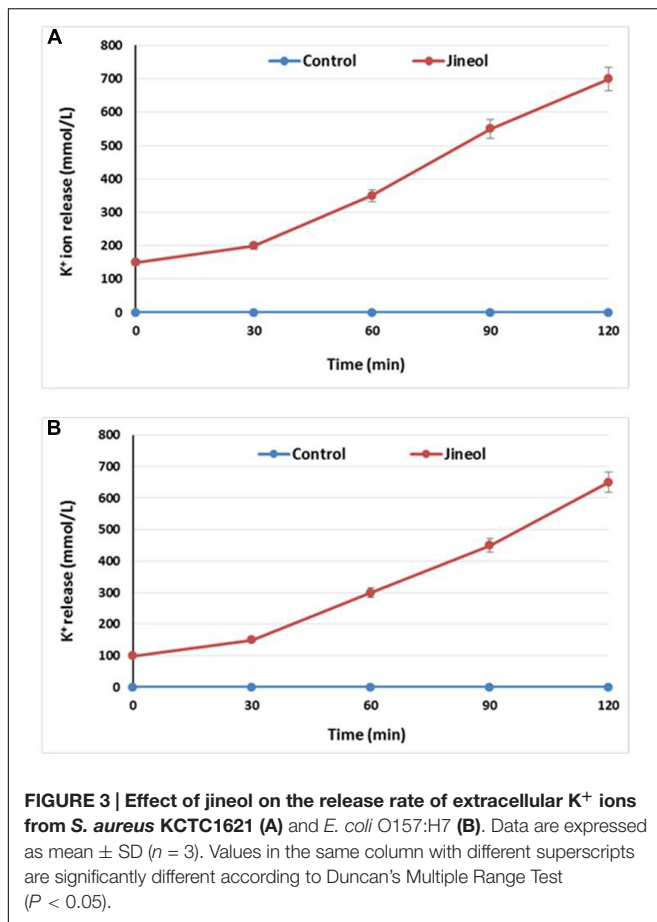 A
Control Jineol
800
700
600
500
400
300
200
100
0
K⁺ ion release (mmol/L)
0 30 60 90 120
Time (min)
B
Control Jineol
800
700
600
500
400
300
200
100
0
K⁺ release (mmol/L)
0 30 60 90 120
Time (min)
FIGURE 3 | Effect of jineol on the release rate of extracellular K⁺ ions
from S. aureus KCTC1621 (A) and E. coli O157:H7 (B). Data are expressed
as mean ± SD (n = 3). Values in the same column with different superscripts
are significantly different according to Duncan's Multiple Range Test
(P < 0.05).